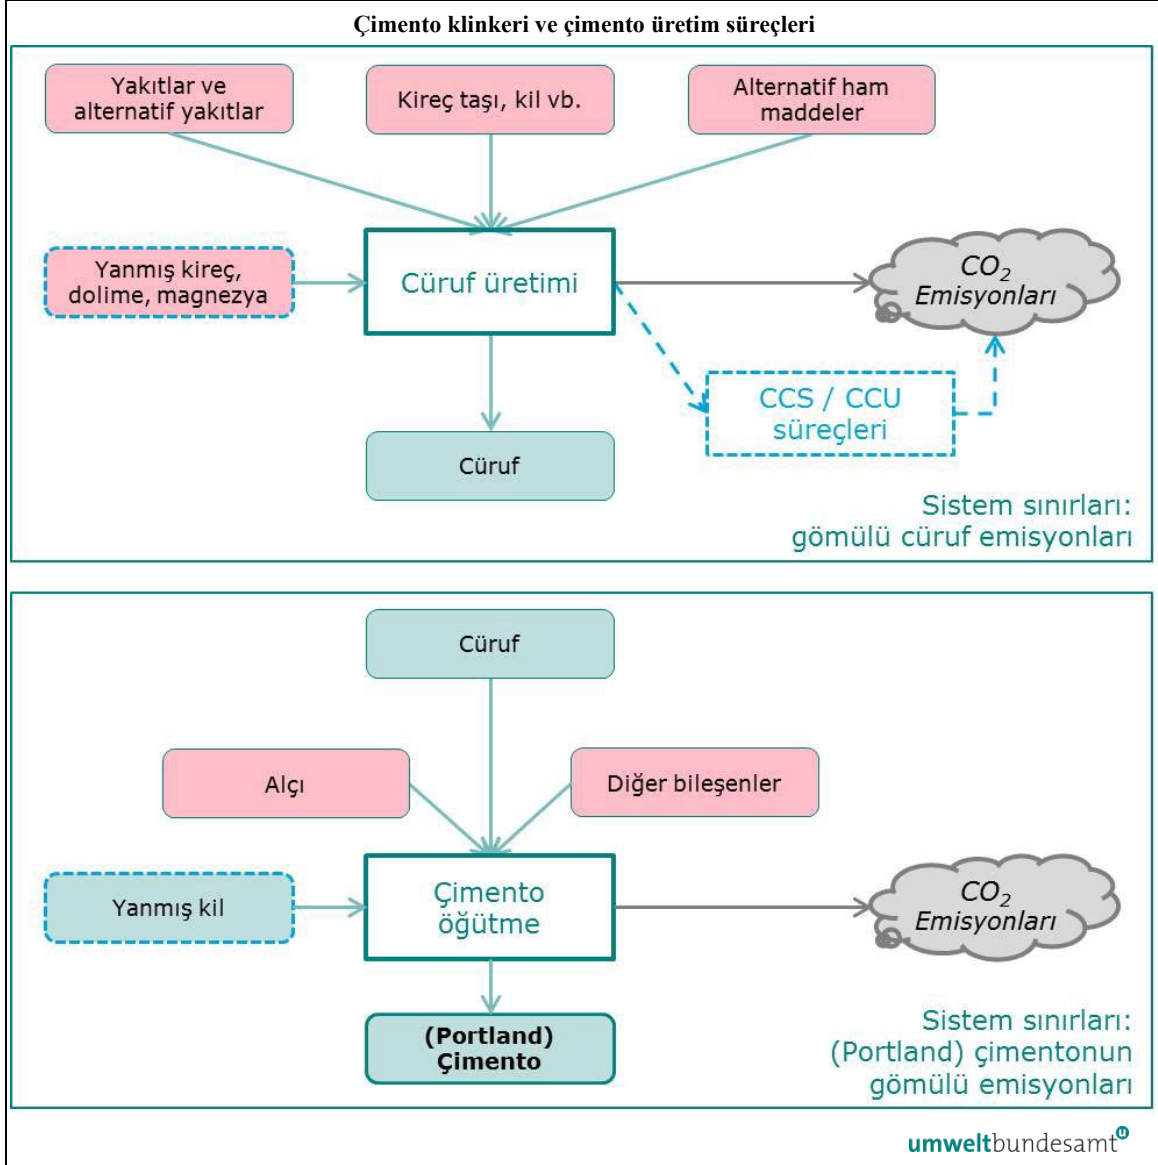 Çimento klinkeri ve çimento üretim süreçleri
Yakıtlar ve
alternatif yakıtlar
Kireç taşı, kil vb.
Alternatif ham
maddeler
Yanmış kireç,
dolime, magnezya
Cüruf üretimi
CO2
Emisyonları
CCS / CCU
süreçleri
Cüruf
Sistem sınırları:
gömülü cüruf emisyonları
Cüruf
Alçı
Diğer bileşenler
Yanmış kil
Çimento
öğütme
CO2
Emisyonları
(Portland)
Çimento
Sistem sınırları:
(Portland) çimentonun
gömülü emisyonları
umweltbundesamt